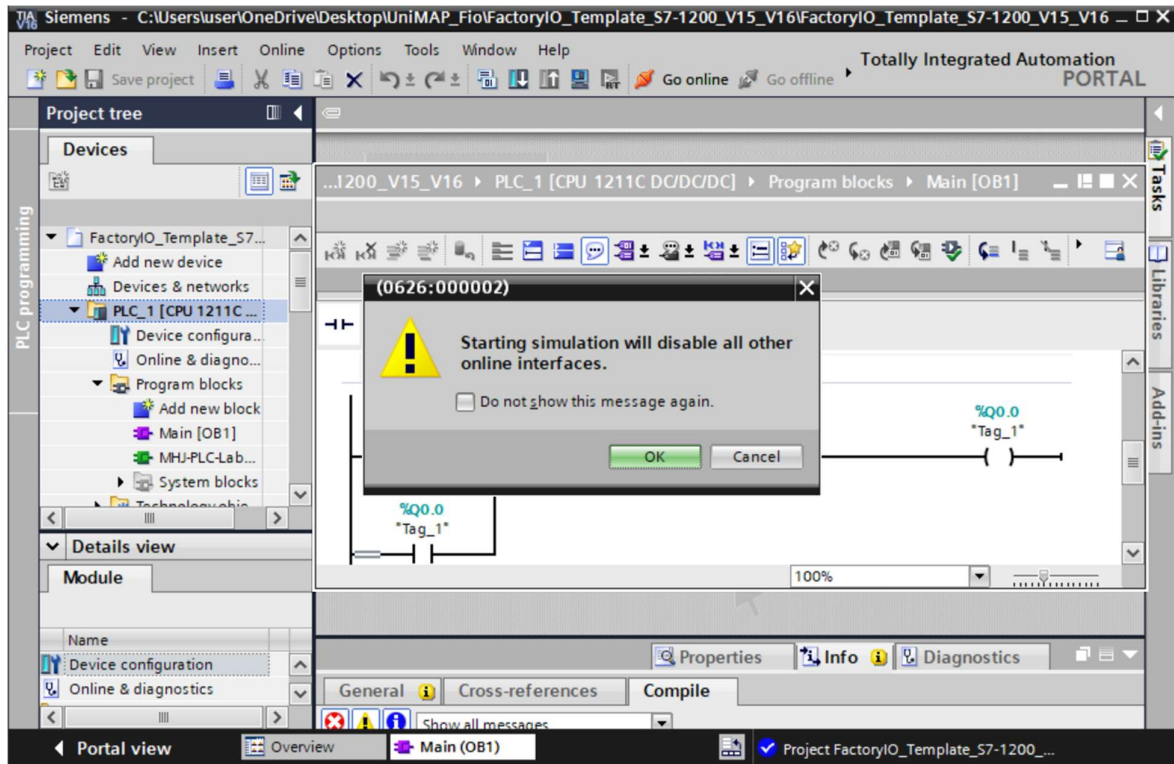 Siemens - C:\Users\user\OneDrive\Desktop\UniMAP_Fio\FactoryIO_Template_S7-1200_V15_V16\FactoryIO_Template_S7-1200_V15_V16
Project Edit View Insert Online Options Tools Window Help
Totally Integrated Automation
PORTAL
Save project Go online Go offline
Project tree
Devices
...1200_V15_V16 PLC_1 [CPU 1211C DC/DC/DC] Program blocks Main [OB1]
PLC programming
FactoryIO_Template_S7...
Add new device
Devices & networks
PLC_1 [CPU 1211C ...
Device configura...
Online & diagno...
Program blocks
Add new block
Main [OB1]
MHJ-PLC-Lab...
System blocks
(0626:000002)
Starting simulation will disable all other
online interfaces.
Do not show this message again.
OK Cancel
%Q0.0
"Tag_1"
%Q0.0
"Tag_1"
100%
Tasks
Libraries
Add-ins
Details view
Module
Name
Device configuration
Online & diagnostics
Properties Info Diagnostics
General Cross-references Compile
Show all messages
Portal view Overview Main (OB1) Project FactoryIO_Template_S7-1200_...